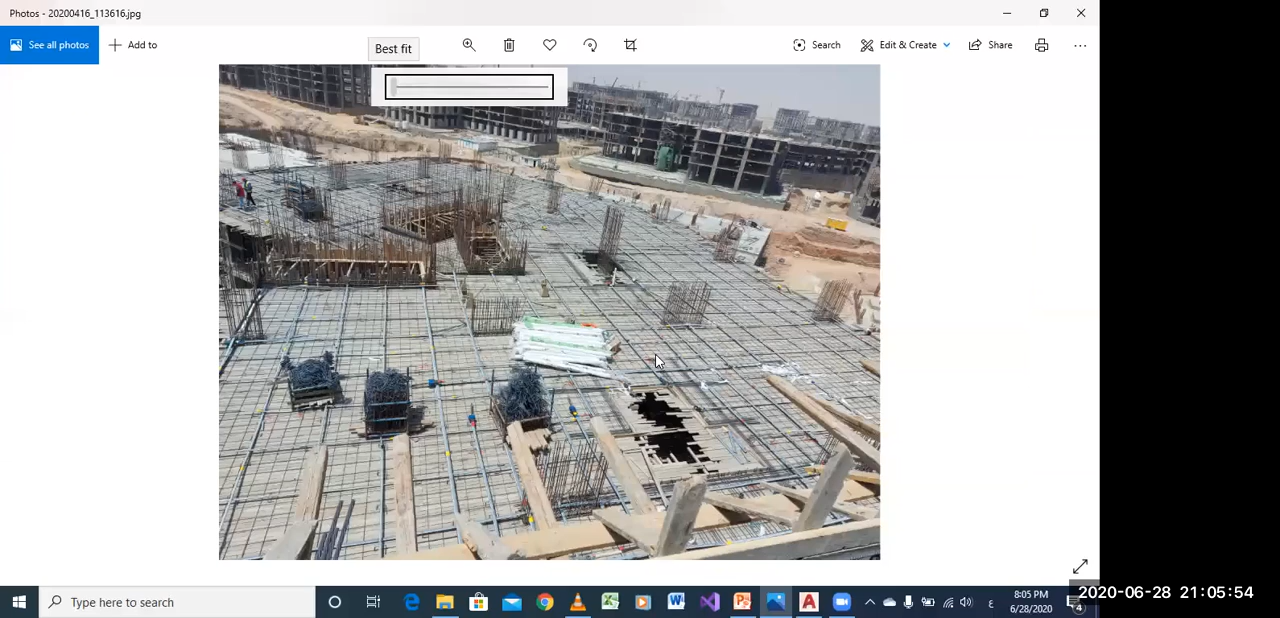 Photos - 20200416_113616.jpg
See all photos
Add to
Best fit
Search
Edit & Create
Share
Type here to search
ع
8:05 PM
6/28/2020
4
2020-06-28 21:05:54